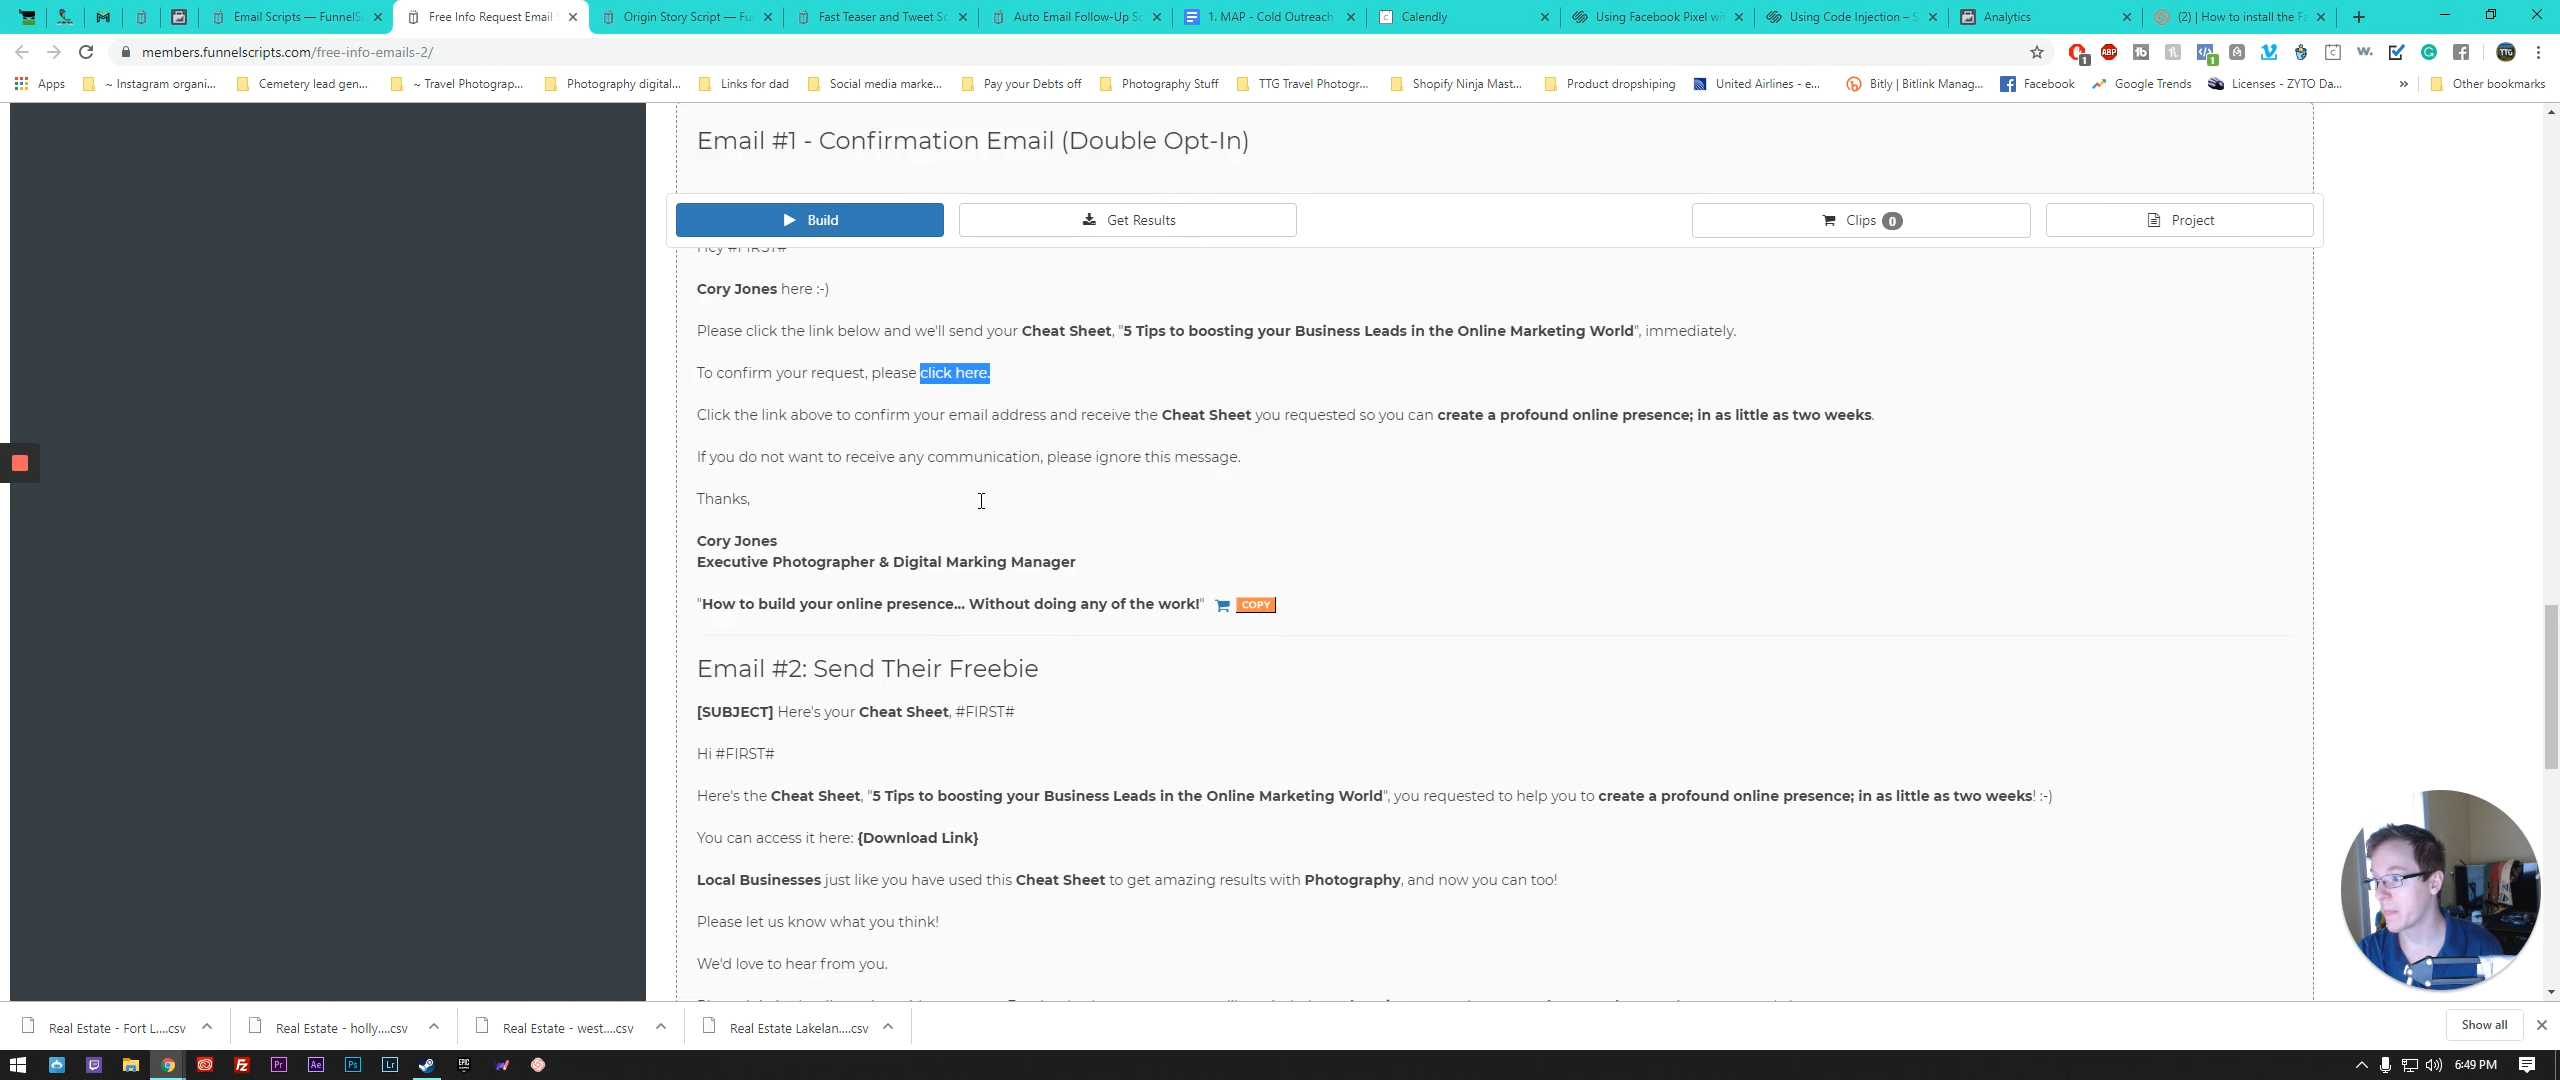 Email Scripts — FunnelS
Free Info Request Email
Origin Story Script — Fu
Fast Teaser and Tweet Sc
Auto Email Follow-Up Sc
1. MAP - Cold Outreach
Calendly
Using Facebook Pixel wit
Using Code Injection – S
Analytics
(2) | How to install the Fa
members.funnelscripts.com/free-info-emails-2/
Apps
~ Instagram organi...
Cemetery lead gen...
~ Travel Photograp...
Photography digital...
Links for dad
Social media marke...
Pay your Debts off
Photography Stuff
TTG Travel Photogr...
Shopify Ninja Mast...
Product dropshiping
United Airlines - e...
Bitly | Bitlink Manag...
Facebook
Google Trends
Licenses - ZYTO Da...
Other bookmarks
Email #1 - Confirmation Email (Double Opt-In)
Build
Get Results
Clips 0
Project
Hey #FIRST#
Cory Jones here :-)
Please click the link below and we'll send your Cheat Sheet, "5 Tips to boosting your Business Leads in the Online Marketing World", immediately.
To confirm your request, please click here.
Click the link above to confirm your email address and receive the Cheat Sheet you requested so you can create a profound online presence; in as little as two weeks.
If you do not want to receive any communication, please ignore this message.
Thanks,
Cory Jones
Executive Photographer & Digital Marking Manager
"How to build your online presence... Without doing any of the work!" COPY
Email #2: Send Their Freebie
[SUBJECT] Here's your Cheat Sheet, #FIRST#
Hi #FIRST#
Here's the Cheat Sheet, "5 Tips to boosting your Business Leads in the Online Marketing World", you requested to help you to create a profound online presence; in as little as two weeks! :-)
You can access it here: {Download Link}
Local Businesses just like you have used this Cheat Sheet to get amazing results with Photography, and now you can too!
Please let us know what you think!
We'd love to hear from you.
Real Estate - Fort L....csv
Real Estate - holly....csv
Real Estate - west....csv
Real Estate Lakelan....csv
Show all
6:49 PM